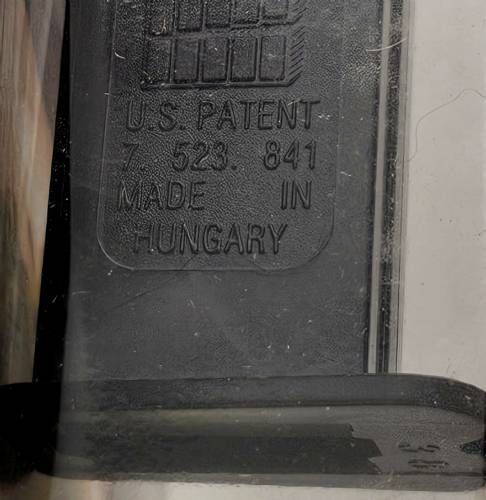 U.S. PATENT
7 523. 841
MADE IN
HUNGARY